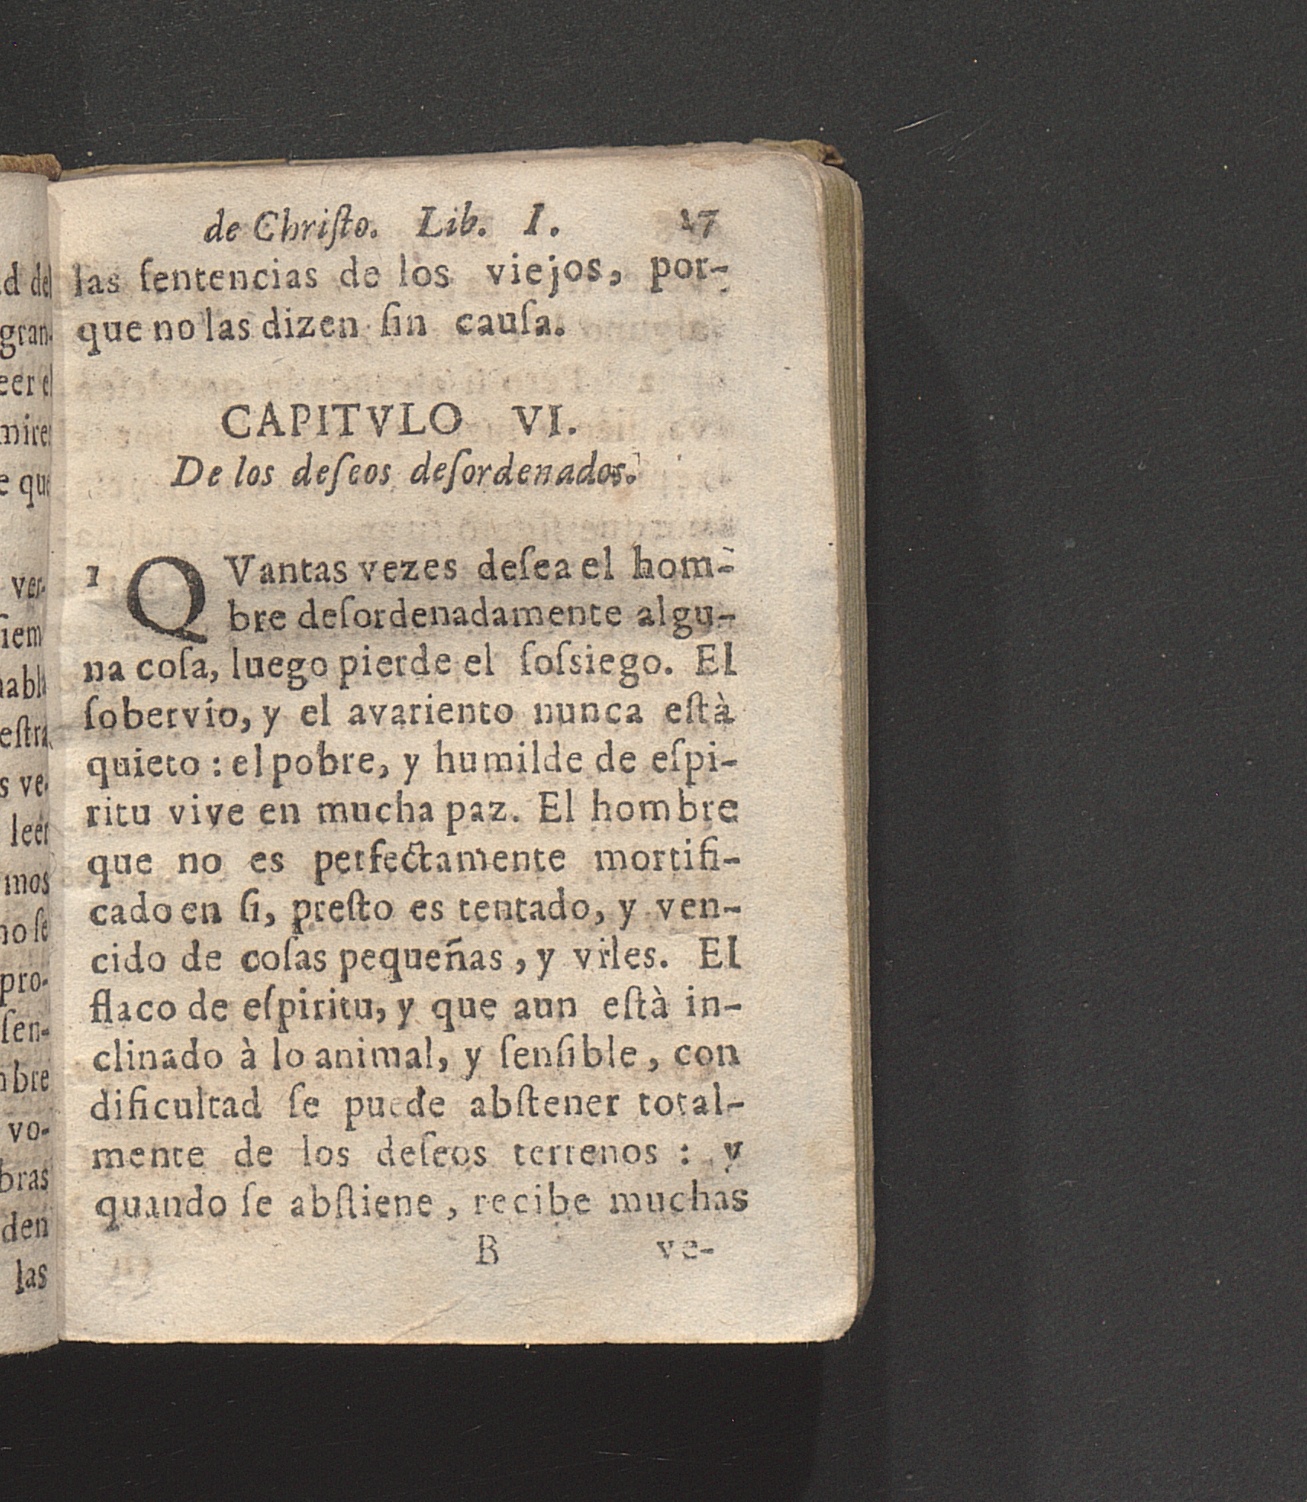 de Chriſto. Lib. I. 17
las ſentencias de los viejos, por-
que no las dizen ſin cauſa.
CAPITVLO VI.
De los deſeos deſordenados.
1 QVantas vezes deſea el hom-
bre deſordenadamente algu-
na coſa, luego pierde el ſoſsiego. El
ſobervio, y el avariento nunca eſtà
quieto : el pobre, y humilde de eſpi-
ritu vive en mucha paz. El hombre
que no es perfectamente mortifi-
cado en ſi, preſto es tentado, y ven-
cido de coſas pequeñas, y viles. El
flaco de eſpiritu, y que aun eſtà in-
clinado à lo animal, y ſenſible, con
dificultad ſe puede abſtener total-
mente de los deſeos terrenos : y
quando ſe abſtiene, recibe muchas
B ve-